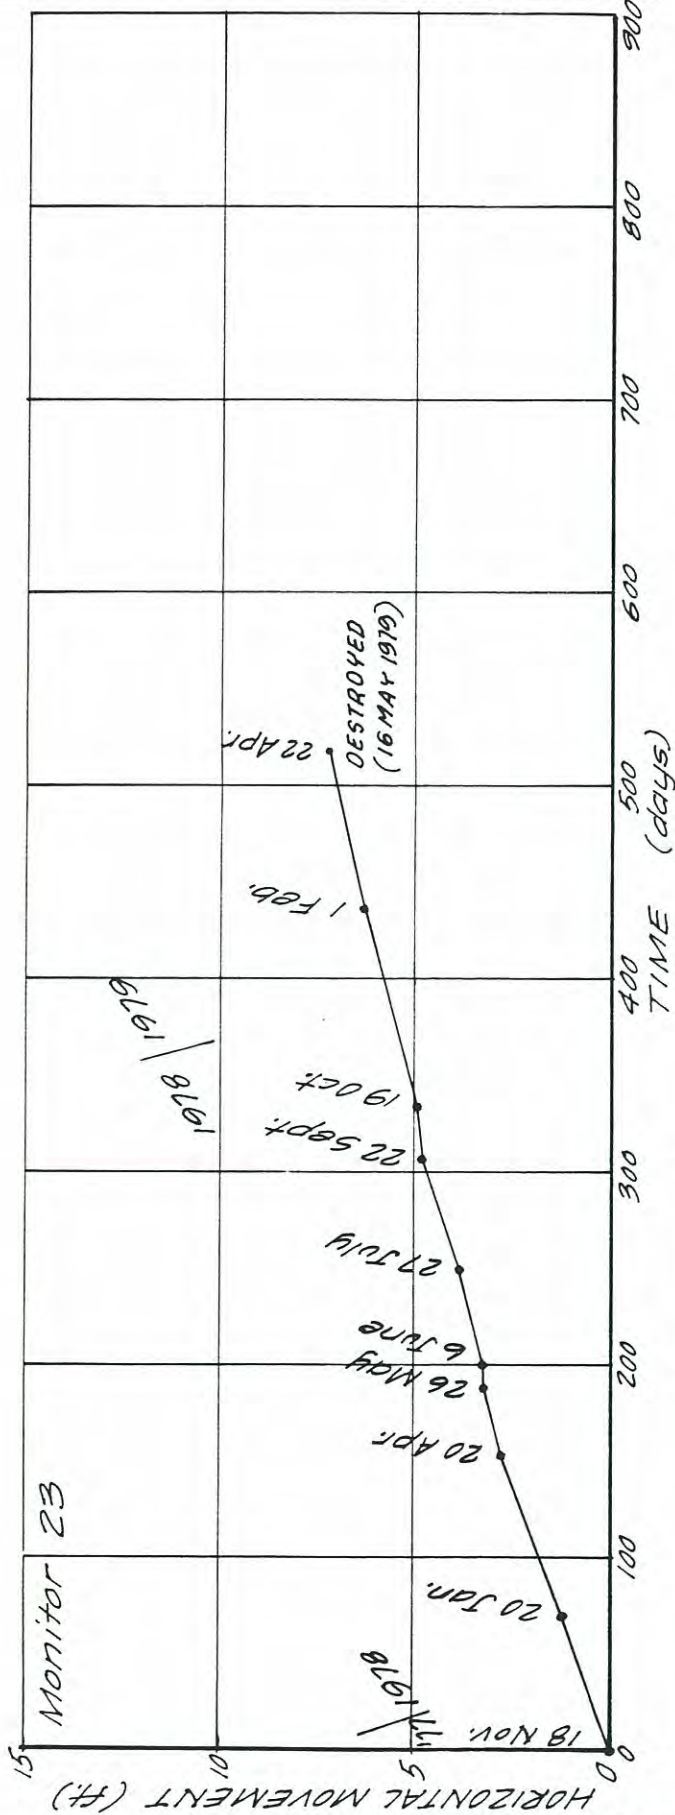 Monitor 23
HORIZONTAL MOVEMENT (ft.)
15
10
5
0
'77/1978
1978/1979
18 Nov.
20 Jan.
20 Apr.
26 May
6 June
27 July
22 Sept.
19 Oct.
1 Feb.
22 Apr.
DESTROYED
(16 MAY 1979)
0 100 200 300 400 500 600 700 800 900
TIME (days)